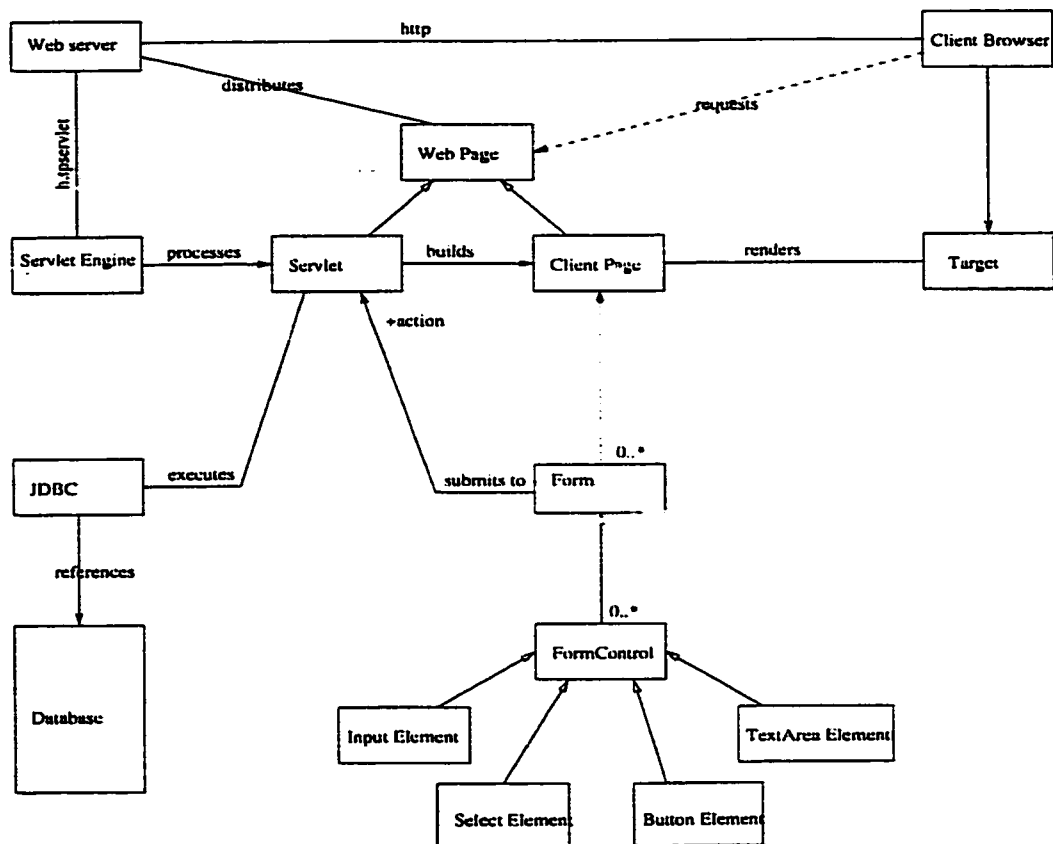 http
Web server
Client Browser
distributes
requests
Web Page
h.tpservlet
Servlet Engine
processes
Servlet
builds
Client Page
renders
Target
+action
0..*
JDBC
executes
submits to
Form
references
0..*
FormControl
Database
Input Element
TextArea Element
Select Element
Button Element